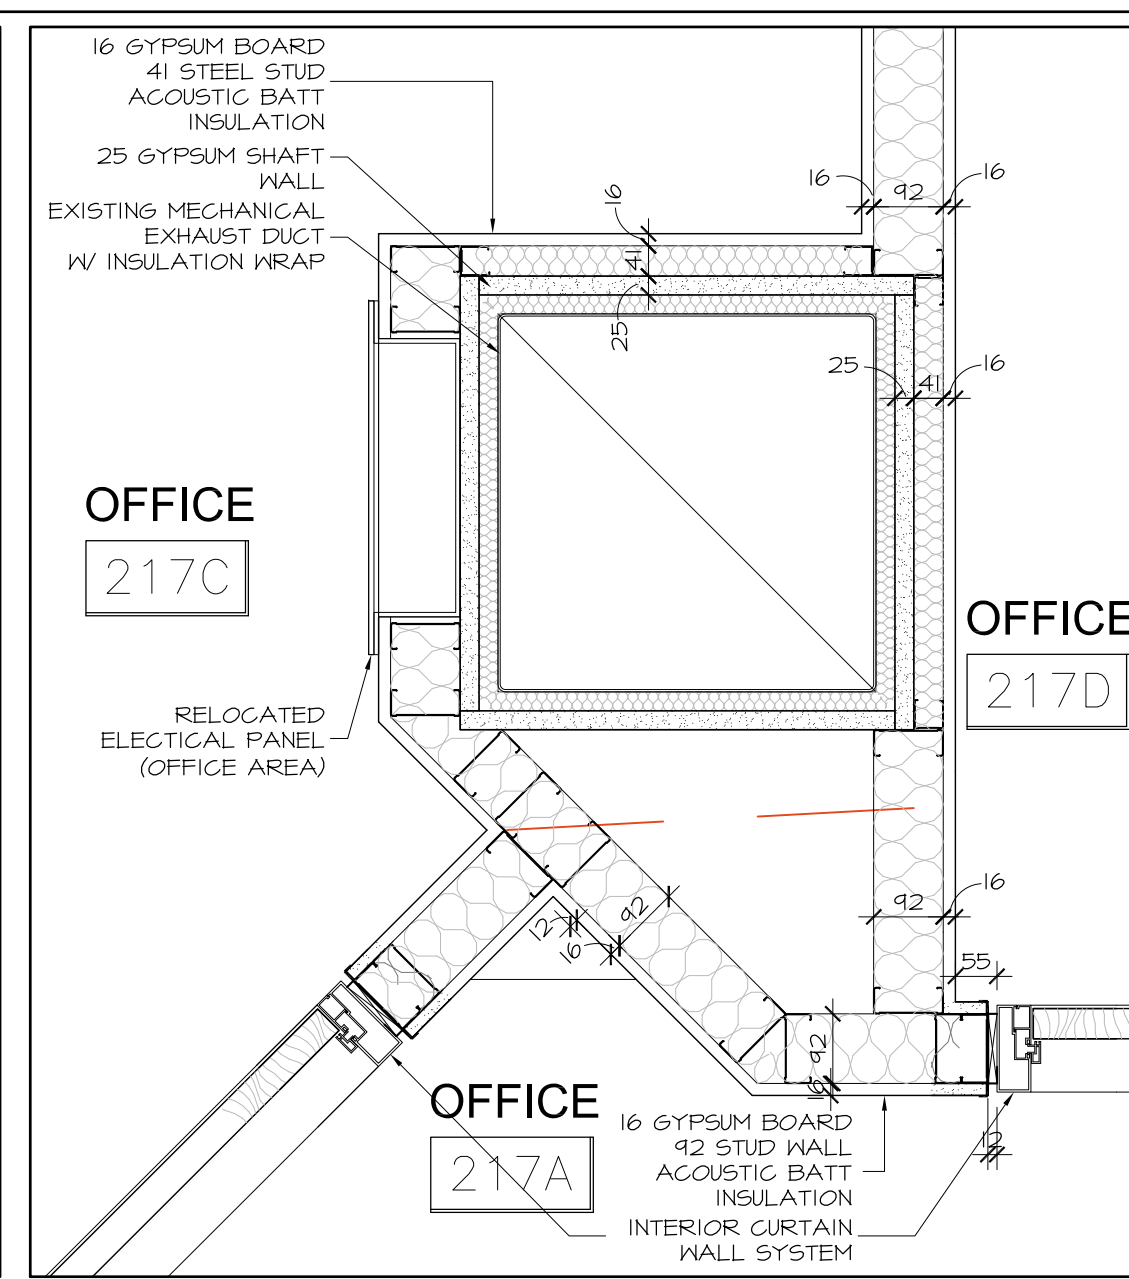 16 GYPSUM BOARD
41 STEEL STUD
ACOUSTIC BATT
INSULATION
25 GYPSUM SHAFT
WALL
EXISTING MECHANICAL
EXHAUST DUCT
W/ INSULATION WRAP
16
92
16
16
41
25
25
41
16
OFFICE
217C
OFFICE
217D
RELOCATED
ELECTICAL PANEL
(OFFICE AREA)
92
16
12
16
92
55
92
16
OFFICE
217A
16 GYPSUM BOARD
92 STUD WALL
ACOUSTIC BATT
INSULATION
12
INTERIOR CURTAIN
WALL SYSTEM